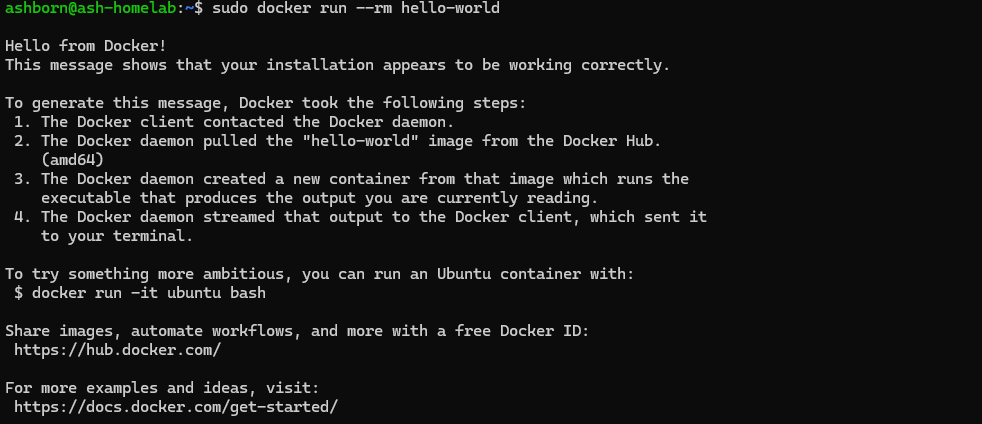 ashborn@ash-homelab:~$ sudo docker run --rm hello-world
Hello from Docker!
This message shows that your installation appears to be working correctly.
To generate this message, Docker took the following steps:
1. The Docker client contacted the Docker daemon.
2. The Docker daemon pulled the "hello-world" image from the Docker Hub.
(amd64)
3. The Docker daemon created a new container from that image which runs the
executable that produces the output you are currently reading.
4. The Docker daemon streamed that output to the Docker client, which sent it
to your terminal.
To try something more ambitious, you can run an Ubuntu container with:
$ docker run -it ubuntu bash
Share images, automate workflows, and more with a free Docker ID:
https://hub.docker.com/
For more examples and ideas, visit:
https://docs.docker.com/get-started/